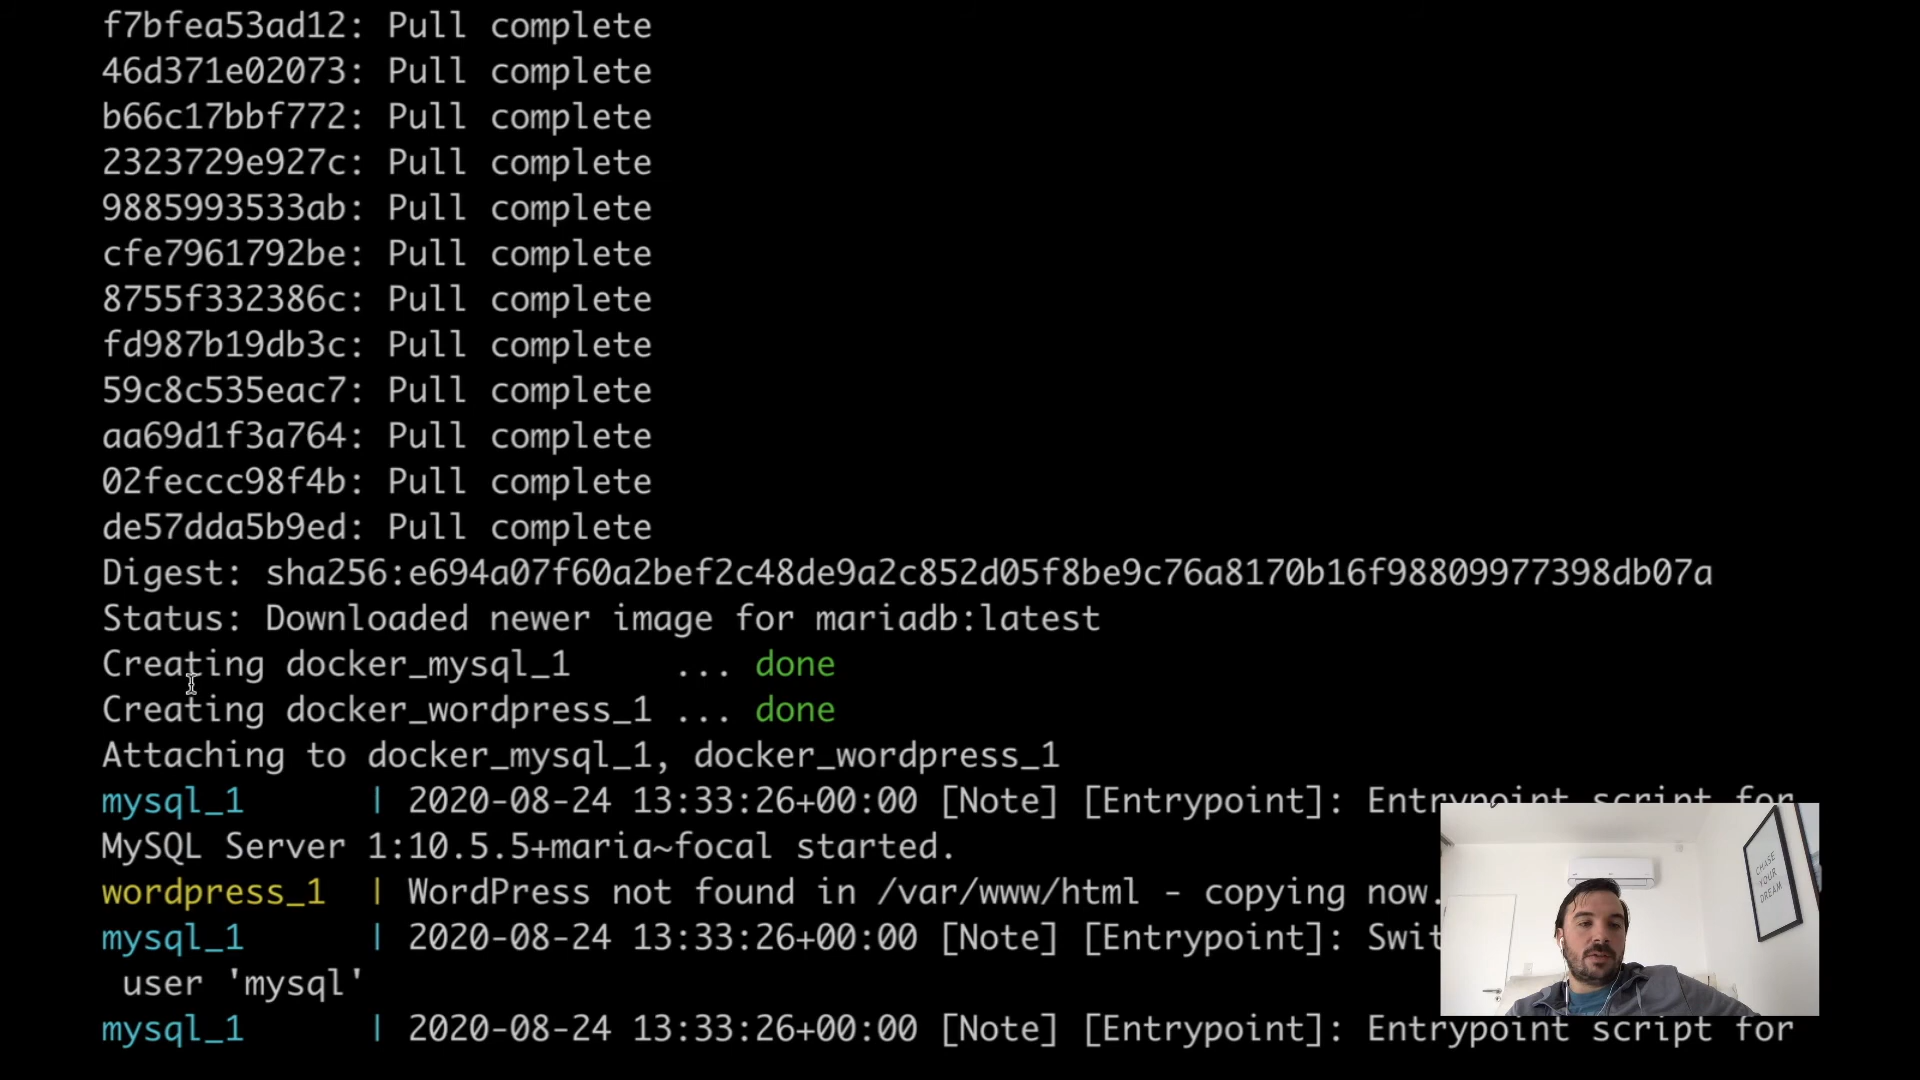 f7bfea53ad12: Pull complete
46d371e02073: Pull complete
b66c17bbf772: Pull complete
2323729e927c: Pull complete
9885993533ab: Pull complete
cfe7961792be: Pull complete
8755f332386c: Pull complete
fd987b19db3c: Pull complete
59c8c535eac7: Pull complete
aa69d1f3a764: Pull complete
02feccc98f4b: Pull complete
de57dda5b9ed: Pull complete
Digest: sha256:e694a07f60a2bef2c48de9a2c852d05f8be9c76a8170b16f98809977398db07a
Status: Downloaded newer image for mariadb:latest
Creating docker_mysql_1     ... done
Creating docker_wordpress_1 ... done
Attaching to docker_mysql_1, docker_wordpress_1
mysql_1      | 2020-08-24 13:33:26+00:00 [Note] [Entrypoint]: Entrypoint script for
MySQL Server 1:10.5.5+maria~focal started.
wordpress_1  | WordPress not found in /var/www/html - copying now.
mysql_1      | 2020-08-24 13:33:26+00:00 [Note] [Entrypoint]: Swit
 user 'mysql'
mysql_1      | 2020-08-24 13:33:26+00:00 [Note] [Entrypoint]: Entrypoint script for
CHASE
YOUR
DREAM